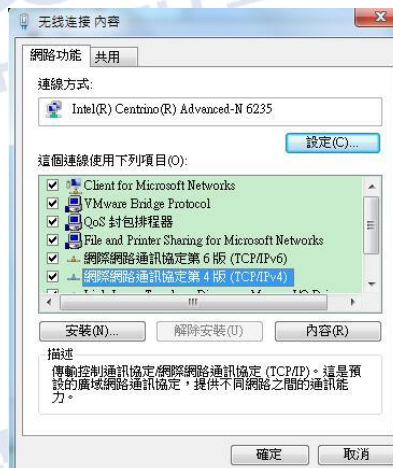 无线连接 內容
網路功能
共用
連線方式:
Intel(R) Centrino(R) Advanced-N 6235
設定(C)...
這個連線使用下列項目(O):
Client for Microsoft Networks
VMware Bridge Protocol
QoS 封包排程器
File and Printer Sharing for Microsoft Networks
網際網路通訊協定第 6 版 (TCP/IPv6)
網際網路通訊協定第 4 版 (TCP/IPv4)
安裝(N)...
解除安裝(U)
內容(R)
描述
傳輸控制通訊協定/網際網路通訊協定 (TCP/IP)。這是預
設的廣域網路通訊協定，提供不同網路之間的通訊能
力。
確定
取消